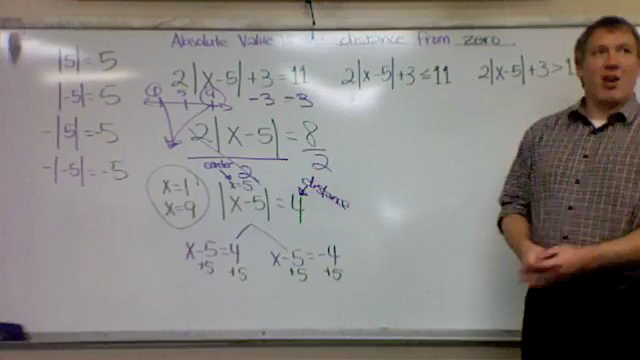 Absolute Value distance from zero.
|5| = 5
|-5| = 5
-|5| = -5
-|-5| = -5
2|x-5| + 3 = 11
-3 -3
2|x-5| = 8
2 2
center
x=5
|x-5| = 4
distance
x=1
x=9
x-5=4
+5 +5
x-5=-4
+5 +5
2|x-5|+3≤11
2|x-5|+3>1